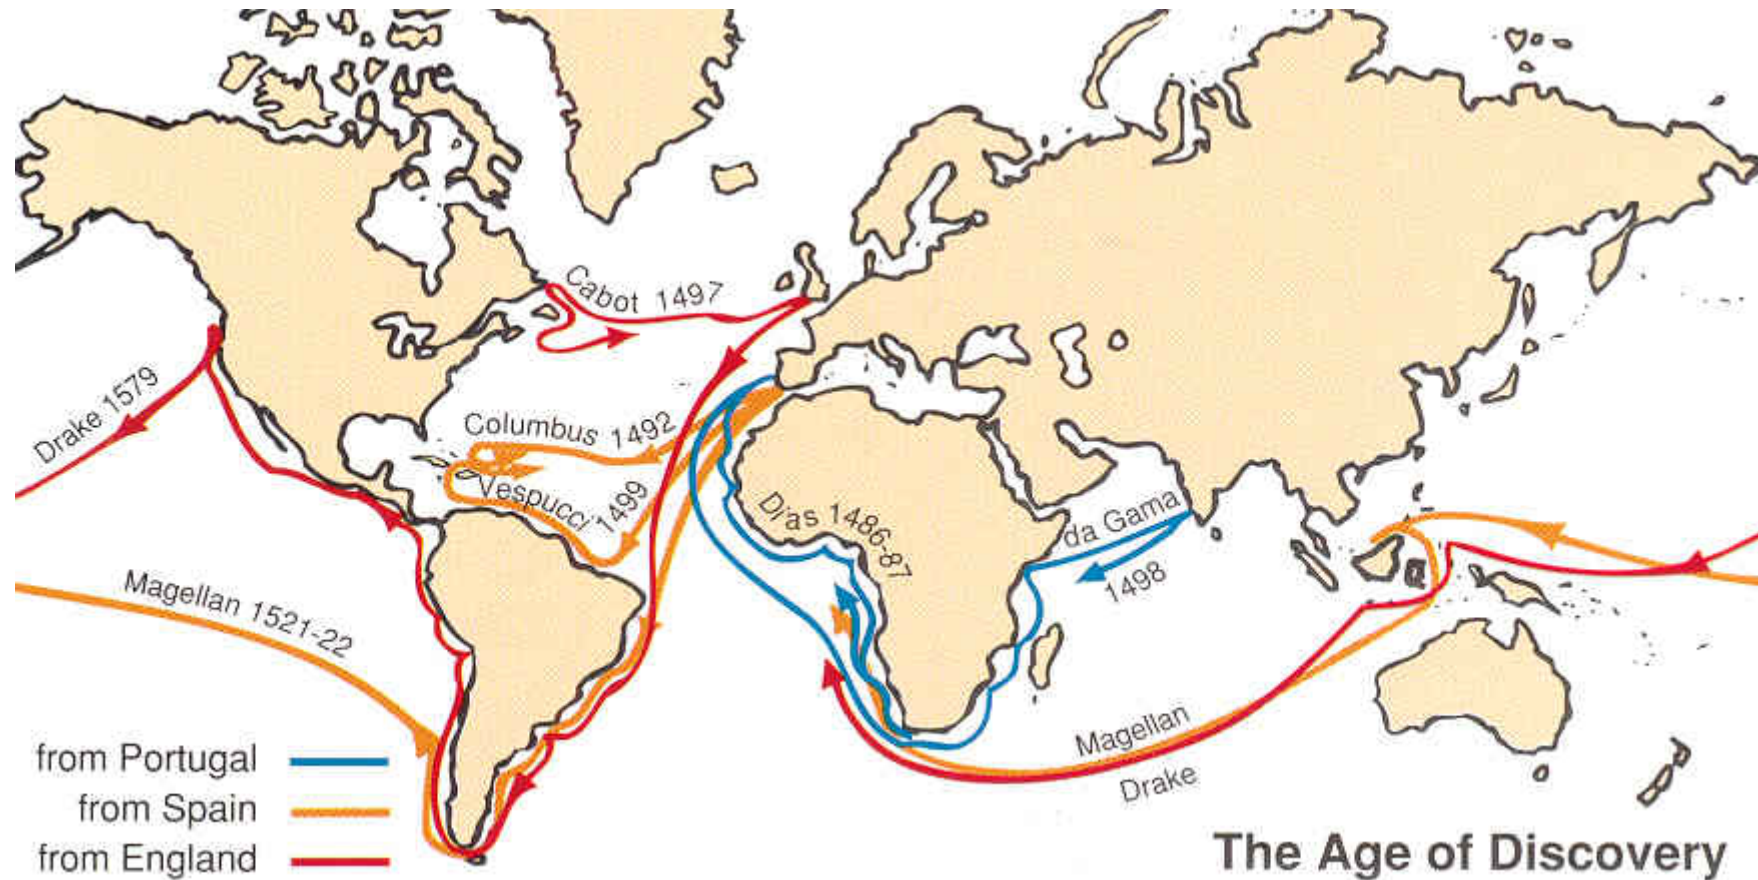 Cabot 1497
Drake 1579
Columbus 1492
Vespucci 1499
Dias 1486-87
da Gama
1498
Magellan 1521-22
Magellan
Drake
from Portugal
from Spain
from England
The Age of Discovery